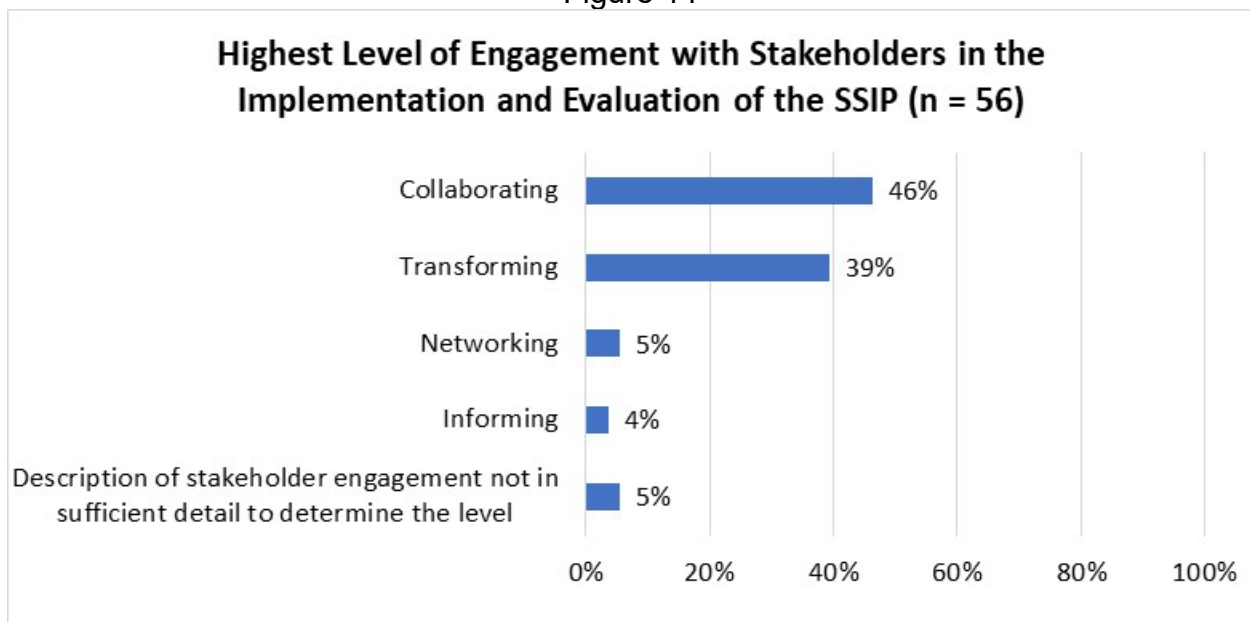 Highest Level of Engagement with Stakeholders in the
Implementation and Evaluation of the SSIP (n = 56)
Collaborating
46%
Transforming
39%
Networking
5%
Informing
4%
Description of stakeholder engagement not in
sufficient detail to determine the level
5%
0% 20% 40% 60% 80% 100%